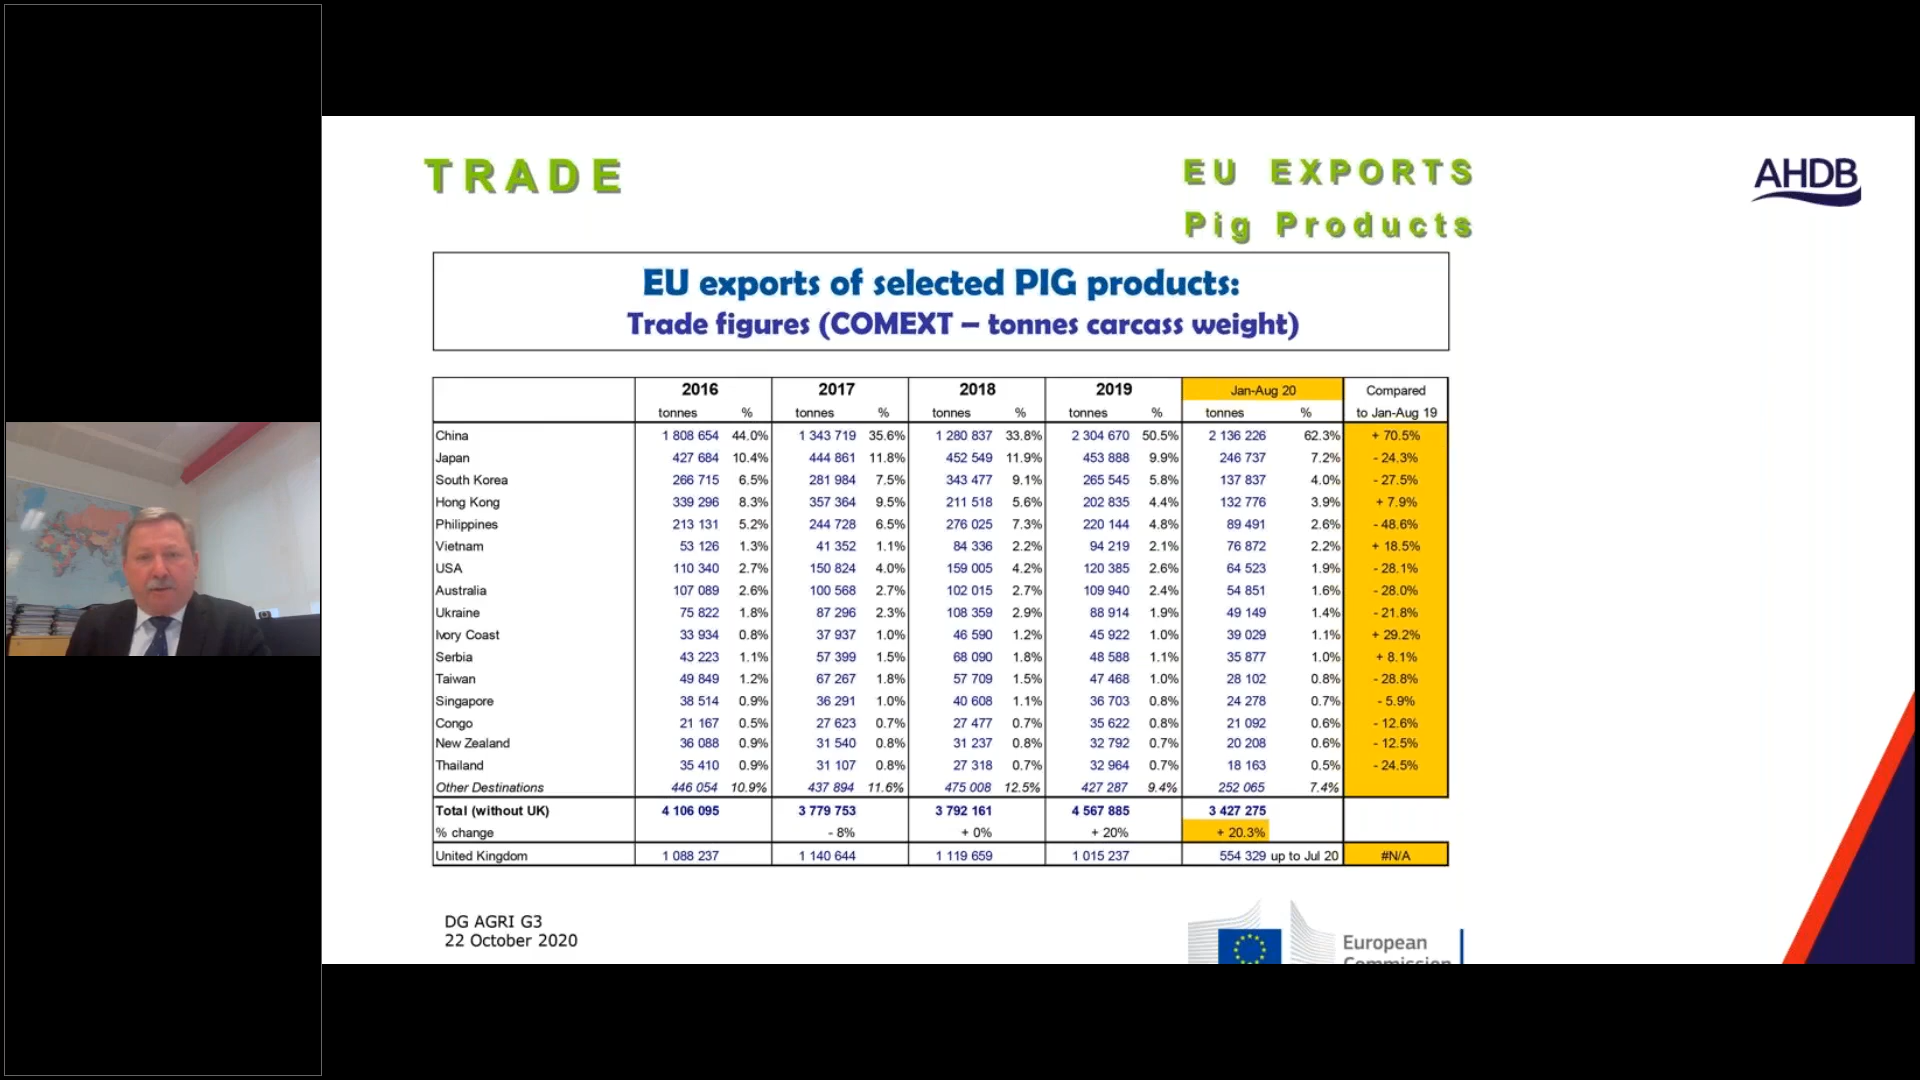 TRADE
EU EXPORTS
Pig Products
AHDB
EU exports of selected PIG products:
Trade figures (COMEXT – tonnes carcass weight)
2016 2017 2018 2019 Jan-Aug 20 Compared
tonnes % tonnes % tonnes % tonnes % tonnes % to Jan-Aug 19
China 1 808 654 44.0% 1 343 719 35.6% 1 280 837 33.8% 2 304 670 50.5% 2 136 226 62.3% + 70.5%
Japan 427 684 10.4% 444 861 11.8% 452 549 11.9% 453 888 9.9% 246 737 7.2% - 24.3%
South Korea 266 715 6.5% 281 984 7.5% 343 477 9.1% 265 545 5.8% 137 837 4.0% - 27.5%
Hong Kong 339 296 8.3% 357 364 9.5% 211 518 5.6% 202 835 4.4% 132 776 3.9% + 7.9%
Philippines 213 131 5.2% 244 728 6.5% 276 025 7.3% 220 144 4.8% 89 491 2.6% - 48.6%
Vietnam 53 126 1.3% 41 352 1.1% 84 336 2.2% 94 219 2.1% 76 872 2.2% + 18.5%
USA 110 340 2.7% 150 824 4.0% 159 005 4.2% 120 385 2.6% 64 523 1.9% - 28.1%
Australia 107 089 2.6% 100 568 2.7% 102 015 2.7% 109 940 2.4% 54 851 1.6% - 28.0%
Ukraine 75 822 1.8% 87 296 2.3% 108 359 2.9% 88 914 1.9% 49 149 1.4% - 21.8%
Ivory Coast 33 934 0.8% 37 937 1.0% 46 590 1.2% 45 922 1.0% 39 029 1.1% + 29.2%
Serbia 43 223 1.1% 57 399 1.5% 68 090 1.8% 48 588 1.1% 35 877 1.0% + 8.1%
Taiwan 49 849 1.2% 67 267 1.8% 57 709 1.5% 47 468 1.0% 28 102 0.8% - 28.8%
Singapore 38 514 0.9% 36 291 1.0% 40 608 1.1% 36 703 0.8% 24 278 0.7% - 5.9%
Congo 21 167 0.5% 27 623 0.7% 27 477 0.7% 35 622 0.8% 21 092 0.6% - 12.6%
New Zealand 36 088 0.9% 31 540 0.8% 31 237 0.8% 32 792 0.7% 20 208 0.6% - 12.5%
Thailand 35 410 0.9% 31 107 0.8% 27 318 0.7% 32 964 0.7% 18 163 0.5% - 24.5%
Other Destinations 446 054 10.9% 437 894 11.6% 475 008 12.5% 427 287 9.4% 252 065 7.4%
Total (without UK) 4 106 095 3 779 753 3 792 161 4 567 885 3 427 275
% change - 8% + 0% + 20% + 20.3%
United Kingdom 1 088 237 1 140 644 1 119 659 1 015 237 554 329 up to Jul 20 #N/A
DG AGRI G3
22 October 2020
European
Commission